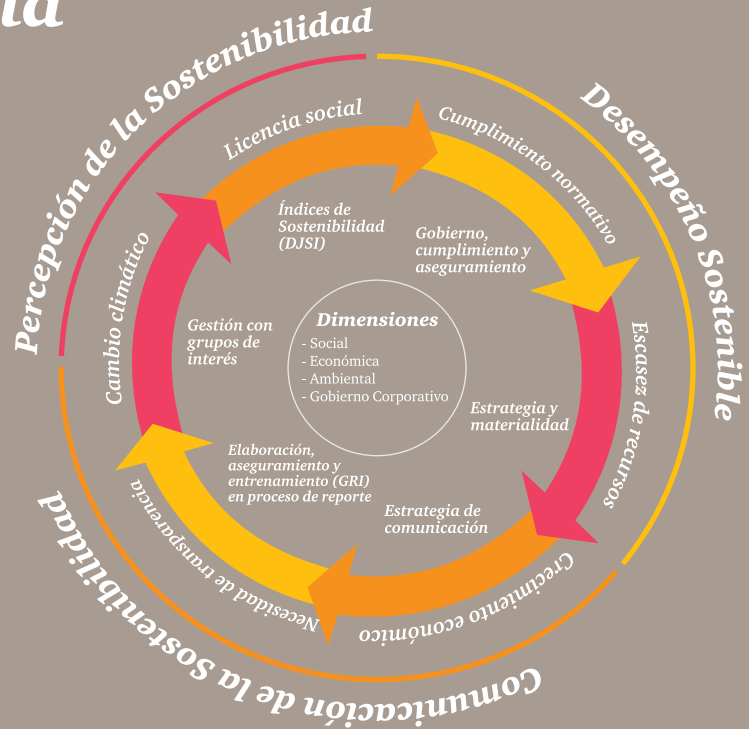 ia
Percepción de la Sostenibilidad
Desempeño Sostenible
Licencia social
Cumplimiento normativo
Índices de
Sostenibilidad
(DJSI)
Gobierno,
cumplimiento y
aseguramiento
Cambio climático
Gestión con
grupos de
interés
Dimensiones
- Social
- Económica
- Ambiental
- Gobierno Corporativo
Escasez de recursos
Estrategia y
materialidad
Elaboración,
aseguramiento y
entrenamiento (GRI)
en proceso de reporte
Estrategia de
comunicación
Necesidad de transparencia
Crecimiento económico
Comunicación de la Sostenibilidad